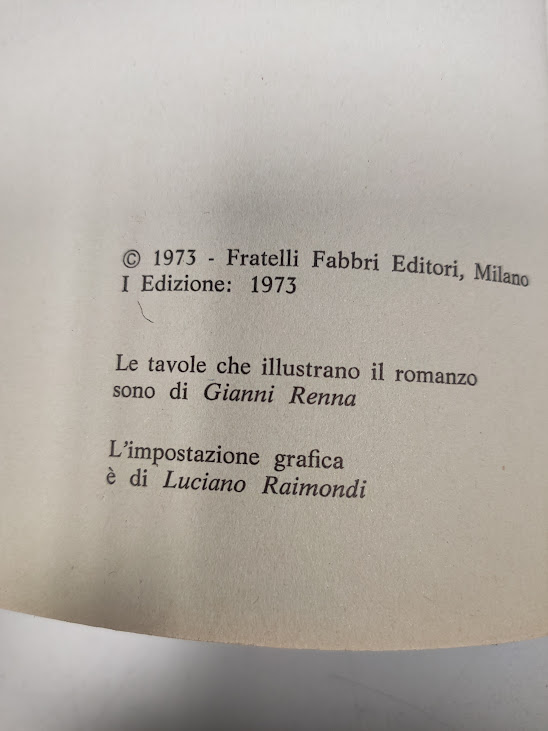 © 1973 - Fratelli Fabbri Editori, Milano
I Edizione: 1973
Le tavole che illustrano il romanzo
sono di Gianni Renna
L'impostazione grafica
è di Luciano Raimondi